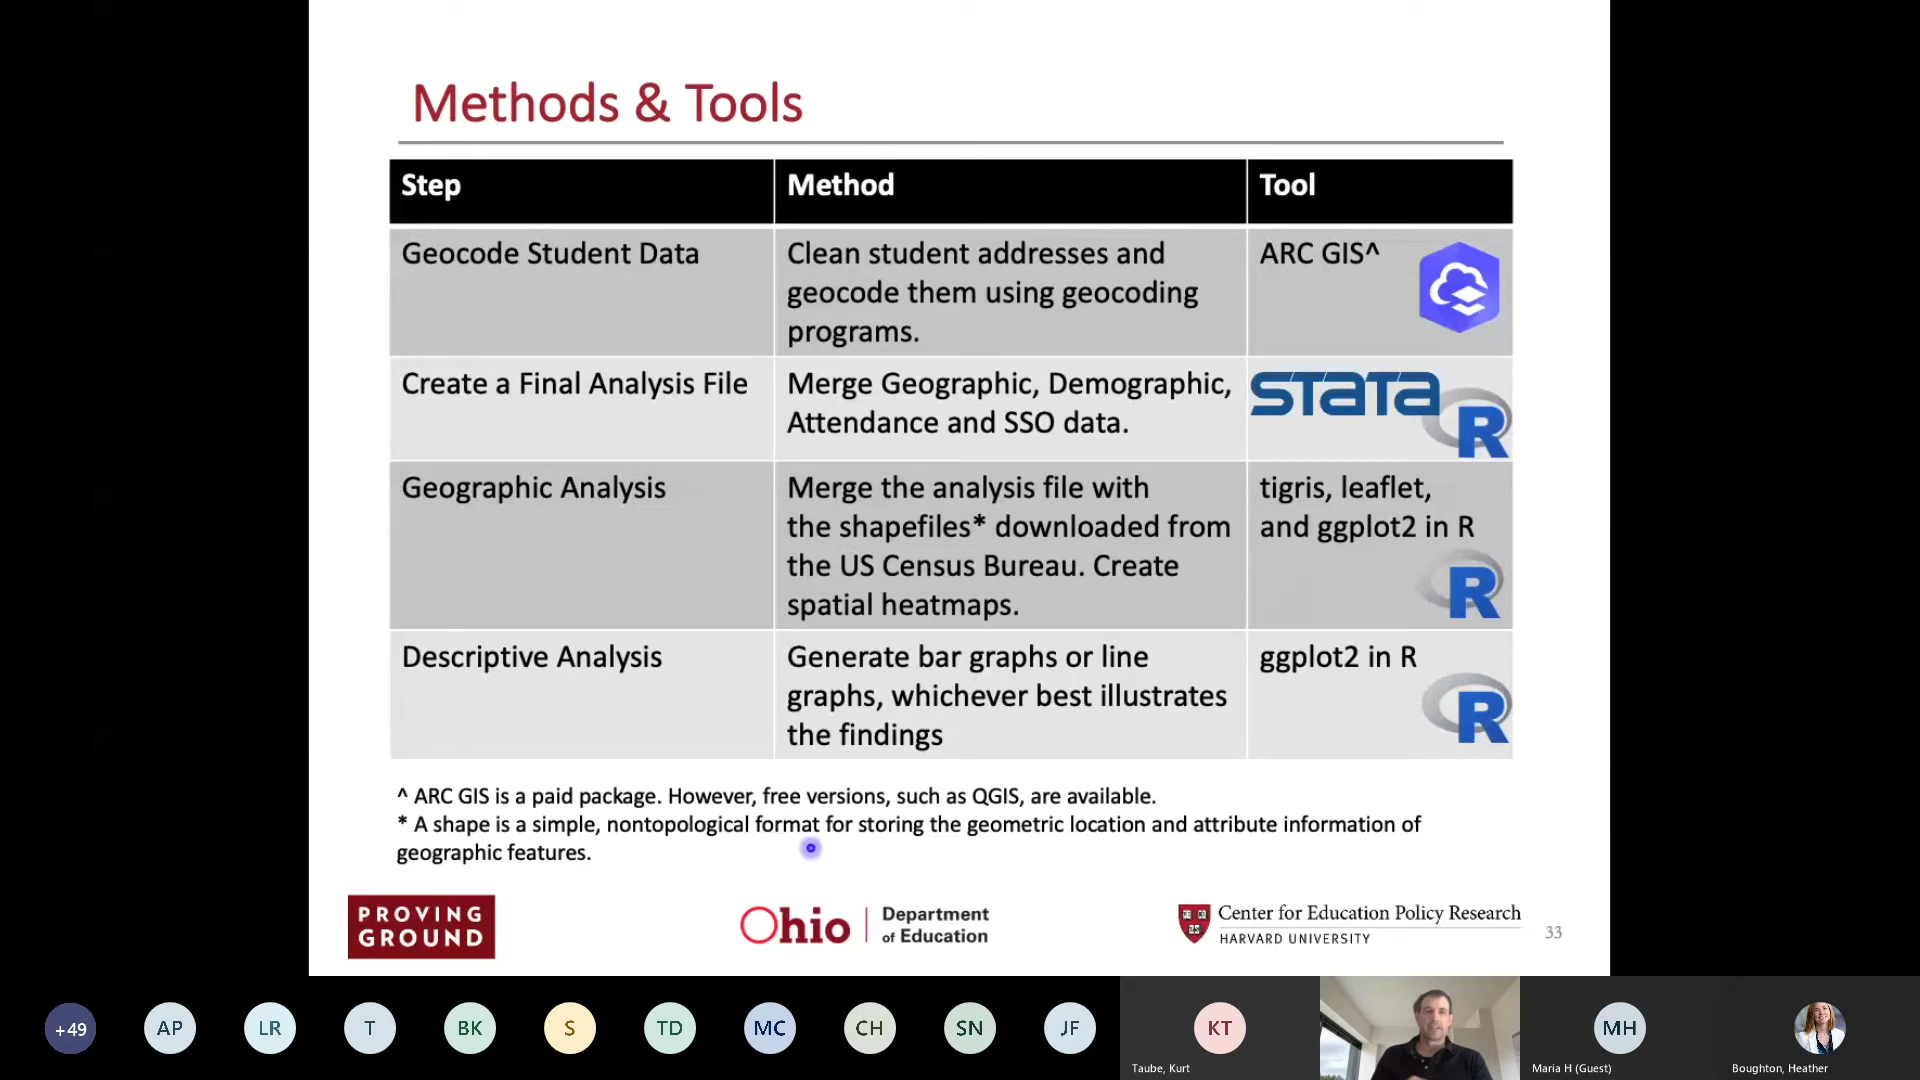 Methods & Tools
Step
Method
Tool
Geocode Student Data
Clean student addresses and
geocode them using geocoding
programs.
ARC GIS^
Create a Final Analysis File
Merge Geographic, Demographic,
Attendance and SSO data.
STATA
R
Geographic Analysis
Merge the analysis file with
the shapefiles* downloaded from
the US Census Bureau. Create
spatial heatmaps.
tigris, leaflet,
and ggplot2 in R
R
Descriptive Analysis
Generate bar graphs or line
graphs, whichever best illustrates
the findings
ggplot2 in R
R
^ ARC GIS is a paid package. However, free versions, such as QGIS, are available.
* A shape is a simple, nontopological format for storing the geometric location and attribute information of
geographic features.
PROVING
GROUND
Ohio
Department
of Education
Center for Education Policy Research
HARVARD UNIVERSITY
33
+49
AP
LR
T
BK
S
TD
MC
CH
SN
JF
KT
MH
Taube, Kurt
Maria H (Guest)
Boughton, Heather